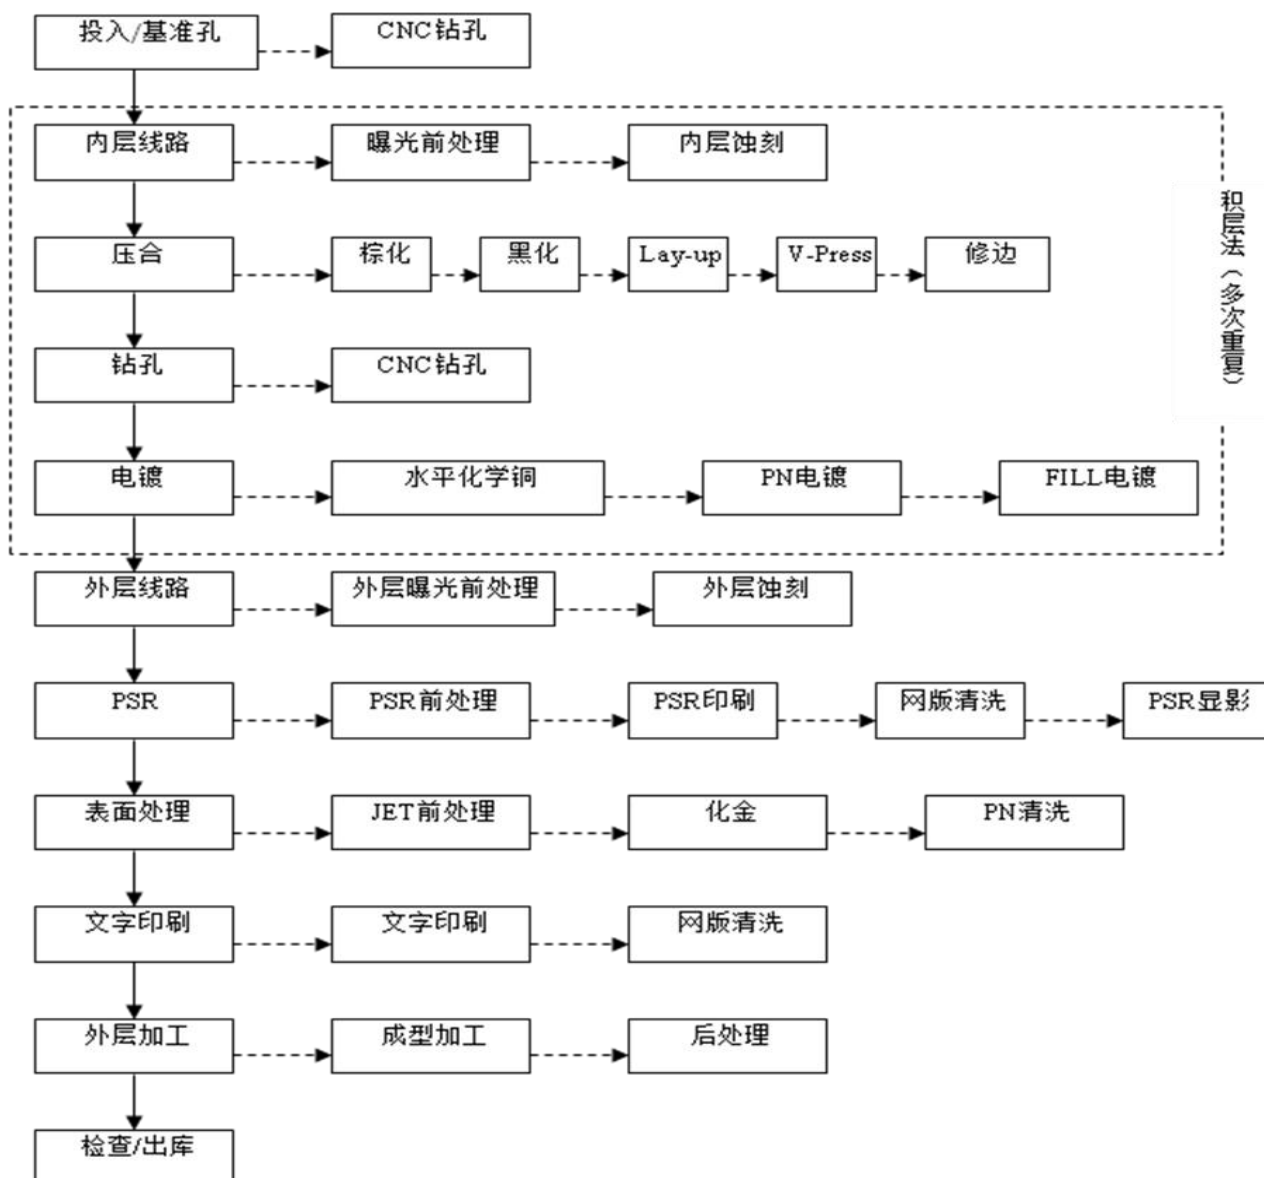 投入/基准孔
CNC钻孔
内层线路
曝光前处理
内层蚀刻
压合
棕化
黑化
Lay-up
V-Press
修边
钻孔
CNC钻孔
电镀
水平化学铜
PN电镀
FILL电镀
积层法（多次重复）
外层线路
外层曝光前处理
外层蚀刻
PSR
PSR前处理
PSR印刷
网版清洗
PSR显影
表面处理
JET前处理
化金
PN清洗
文字印刷
文字印刷
网版清洗
外层加工
成型加工
后处理
检查/出库